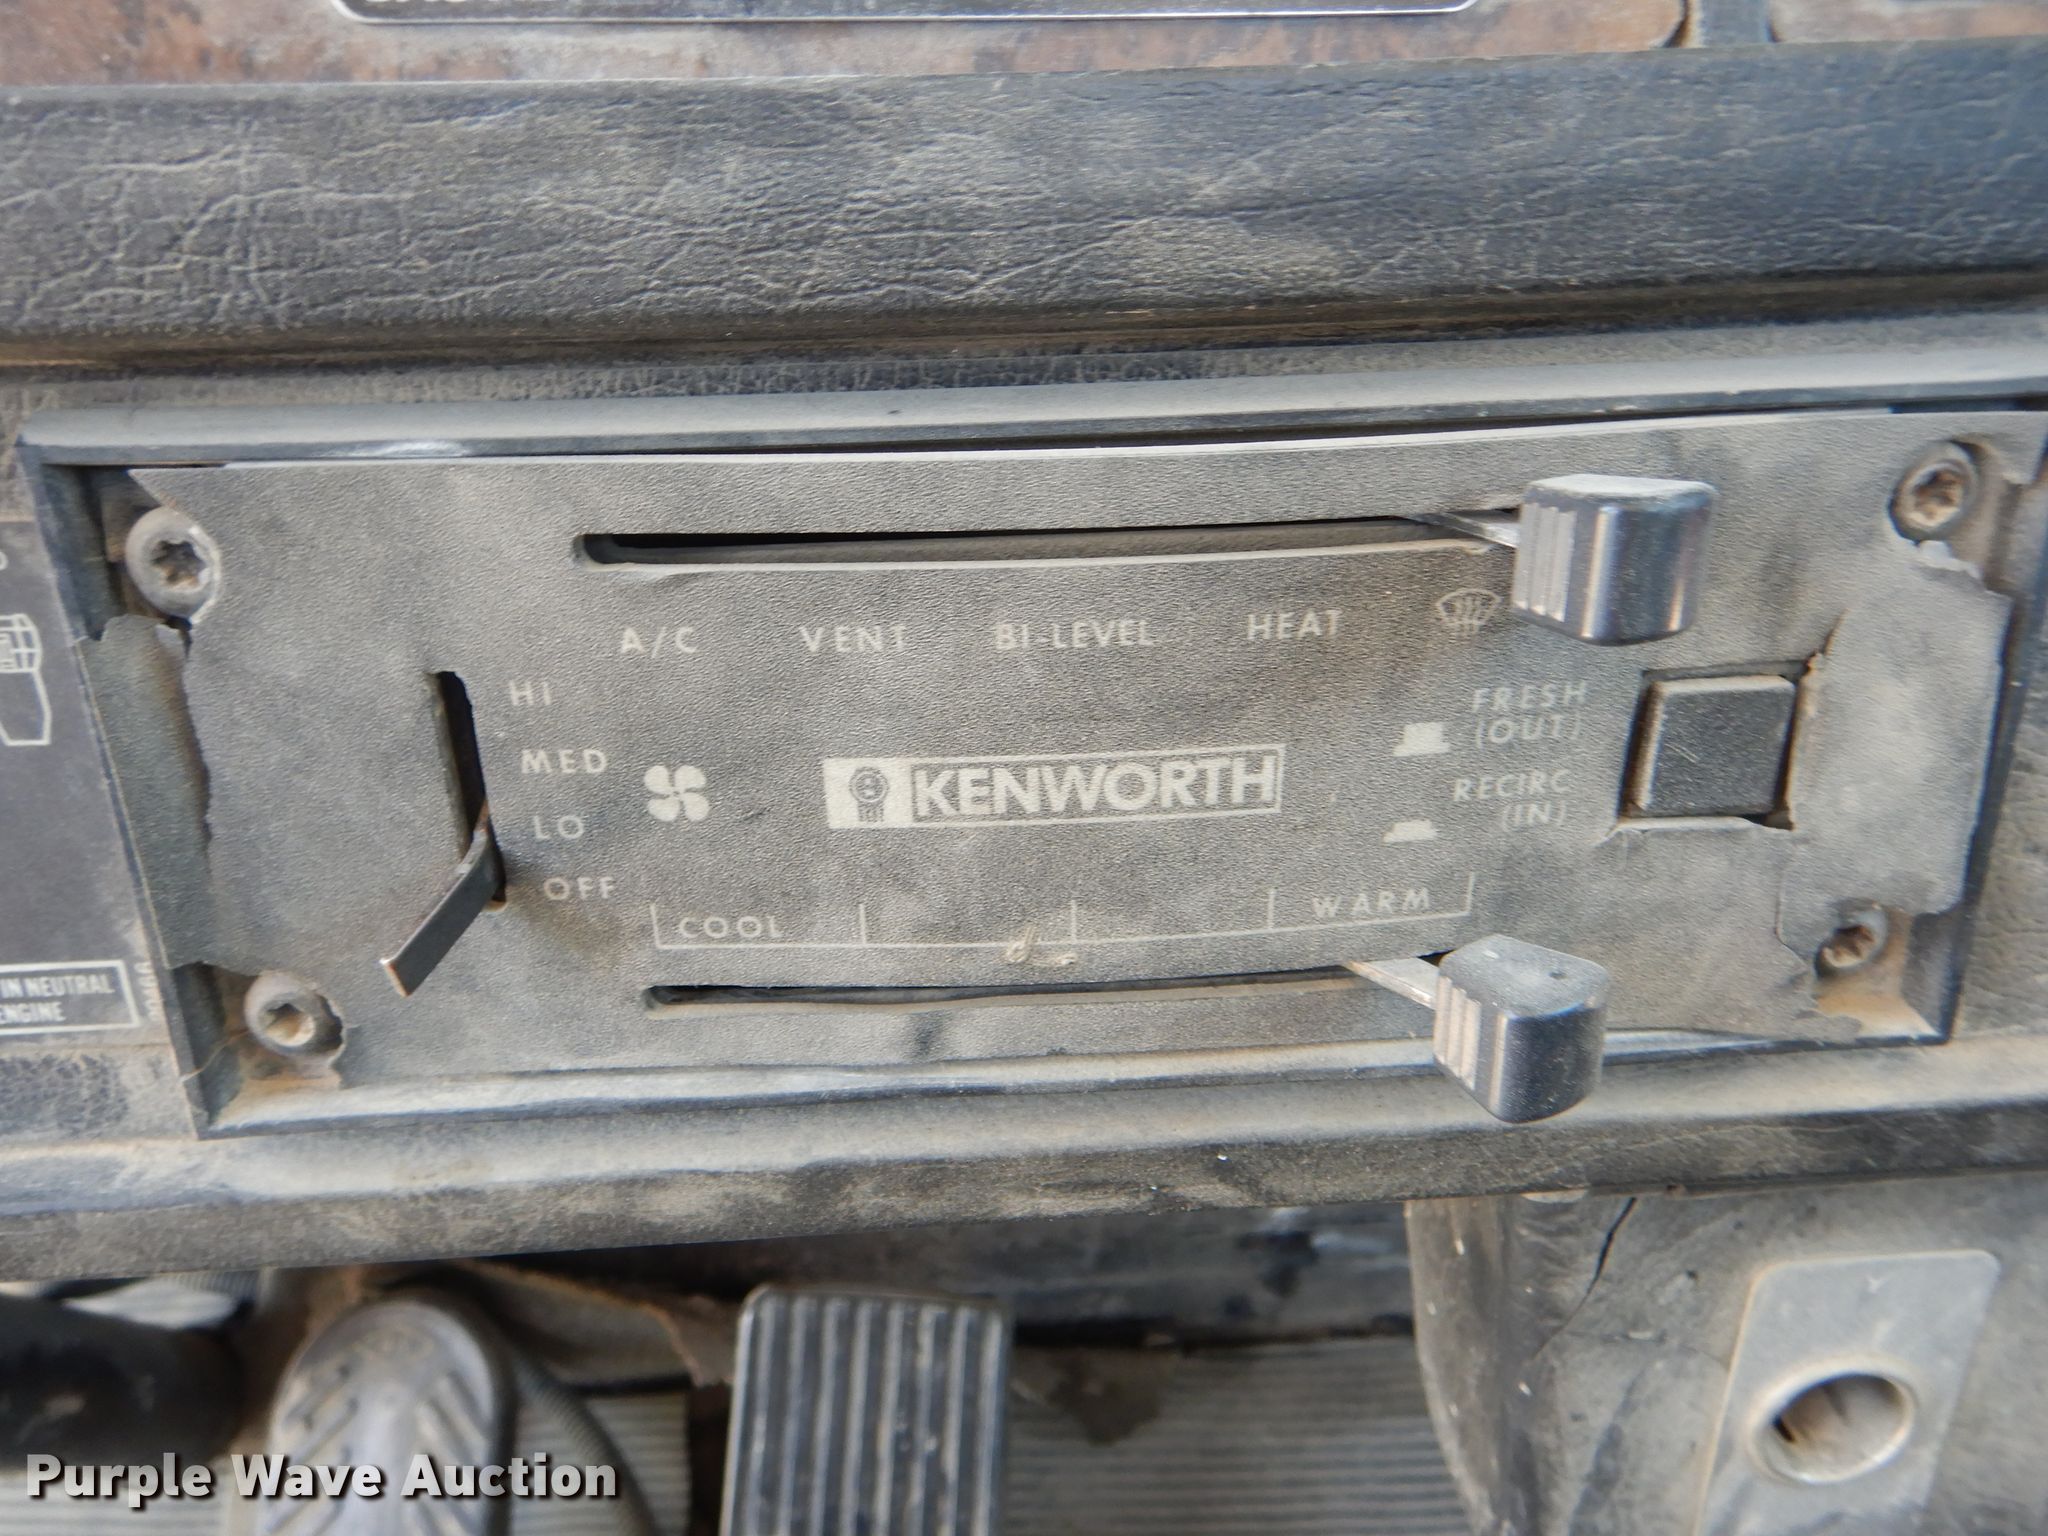 A/C VENT BI-LEVEL HEAT
HI
MED
LO
OFF
KENWORTH
FRESH
(OUT)
RECIRC
(IN)
COOL WARM
IN NEUTRAL
ENGINE
Purple Wave Auction